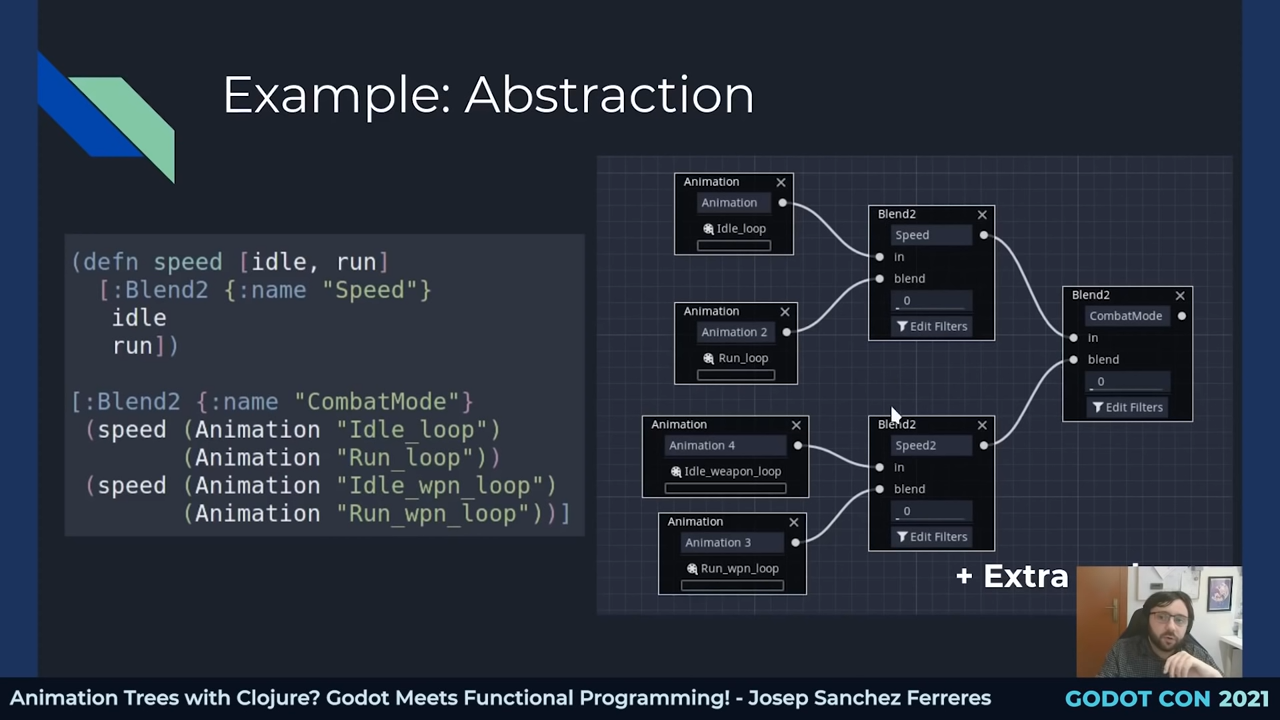 Example: Abstraction
(defn speed [idle, run]
[:Blend2 {:name "Speed"}
idle
run])
[:Blend2 {:name "CombatMode"}
(speed (Animation "Idle_loop")
(Animation "Run_loop"))
(speed (Animation "Idle_wpn_loop")
(Animation "Run_wpn_loop"))]
Animation
Animation
Idle_loop
Animation
Animation 2
Run_loop
Animation
Animation 4
Idle_weapon_loop
Animation
Animation 3
Run_wpn_loop
Blend2
Speed
in
blend
0
Edit Filters
Blend2
Speed2
in
blend
0
Edit Filters
Blend2
CombatMode
in
blend
0
Edit Filters
+ Extra
Animation Trees with Clojure? Godot Meets Functional Programming! - Josep Sanchez Ferreres
GODOT CON 2021